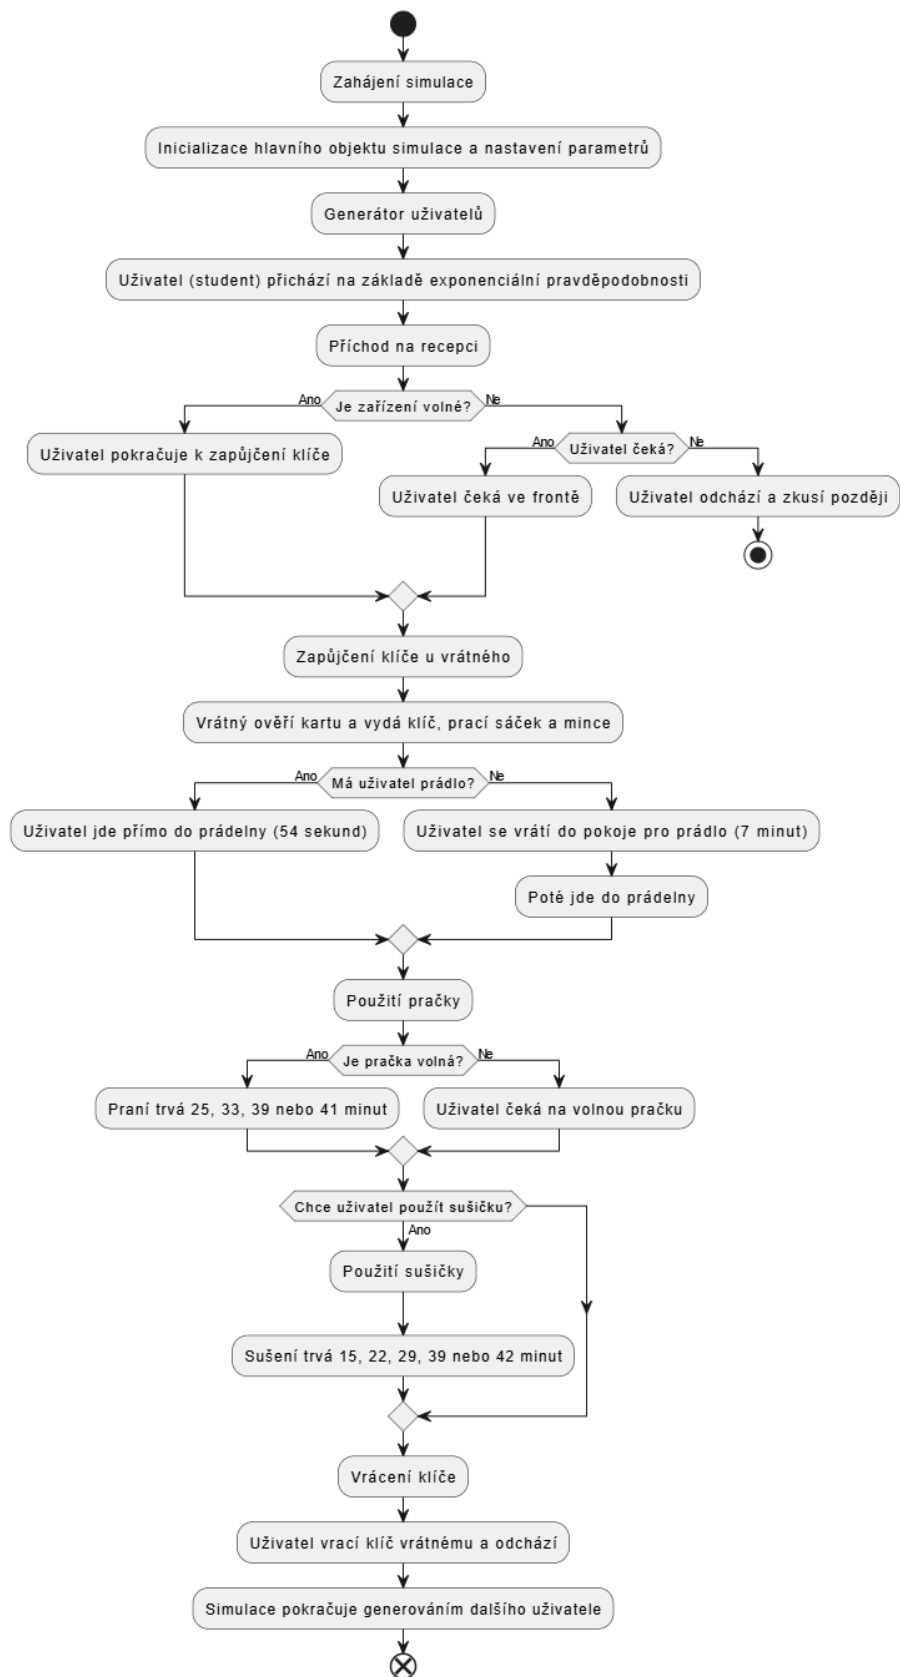 Zahájení simulace
Inicializace hlavního objektu simulace a nastavení parametrů
Generátor uživatelů
Uživatel (student) přichází na základě exponenciální pravděpodobnosti
Příchod na recepci
Ano
Je zařízení volné?
Ne
Uživatel pokračuje k zapůjčení klíče
Ano
Uživatel čeká?
Ne
Uživatel čeká ve frontě
Uživatel odchází a zkusí později
Zapůjčení klíče u vrátného
Vrátný ověří kartu a vydá klíč, prací sáček a mince
Ano
Má uživatel prádlo?
Ne
Uživatel jde přímo do prádelny (54 sekund)
Uživatel se vrátí do pokoje pro prádlo (7 minut)
Poté jde do prádelny
Použití pračky
Ano
Je pračka volná?
Ne
Praní trvá 25, 33, 39 nebo 41 minut
Uživatel čeká na volnou pračku
Chce uživatel použít sušičku?
Ano
Použití sušičky
Sušení trvá 15, 22, 29, 39 nebo 42 minut
Vrácení klíče
Uživatel vrací klíč vrátnému a odchází
Simulace pokračuje generováním dalšího uživatele